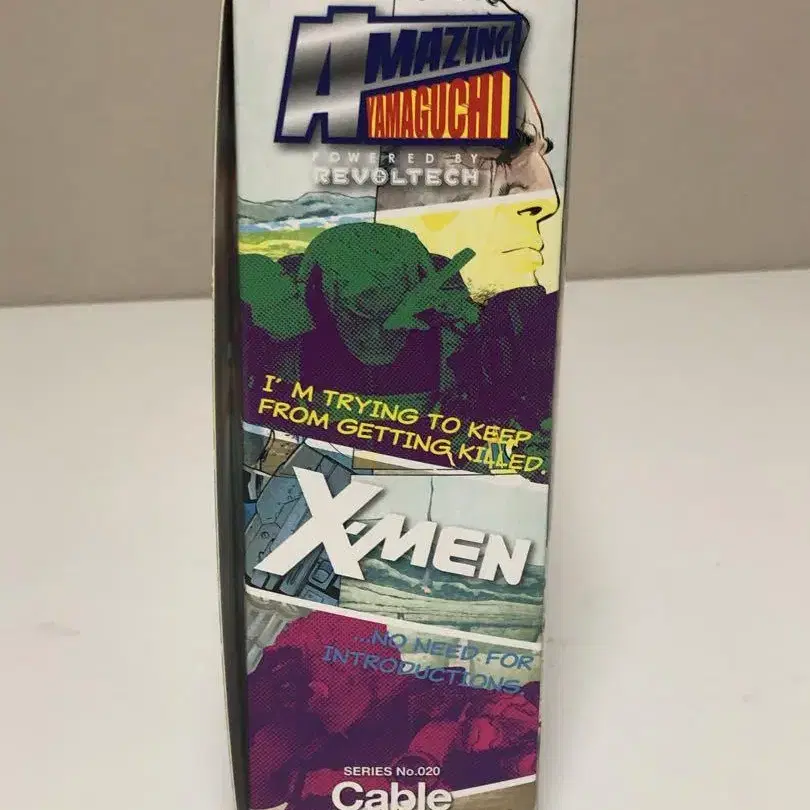 AMAZING
YAMAGUCHI
POWERED BY
REVOLTECH
I'M TRYING TO KEEP
FROM GETTING KILLED.
X-MEN
...NO NEED FOR
INTRODUCTIONS.
SERIES No.020
Cable